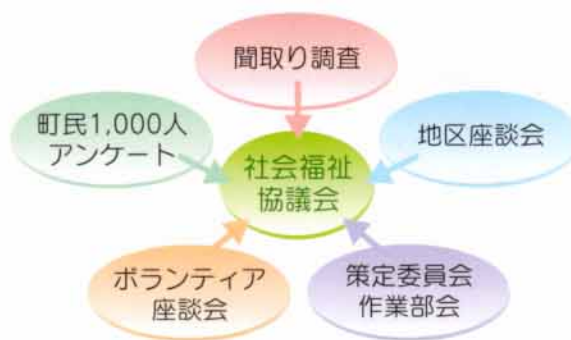 聞取り調査
町民1,000人
アンケート
地区座談会
社会福祉
協議会
ボランティア
座談会
策定委員会
作業部会